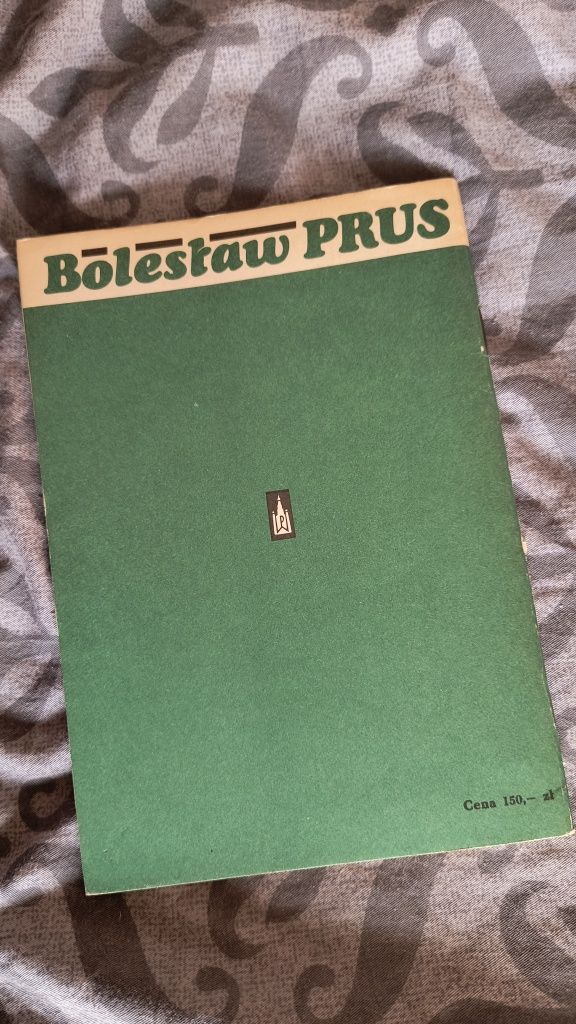 Bolesław PRUS
Cena 150,– zł